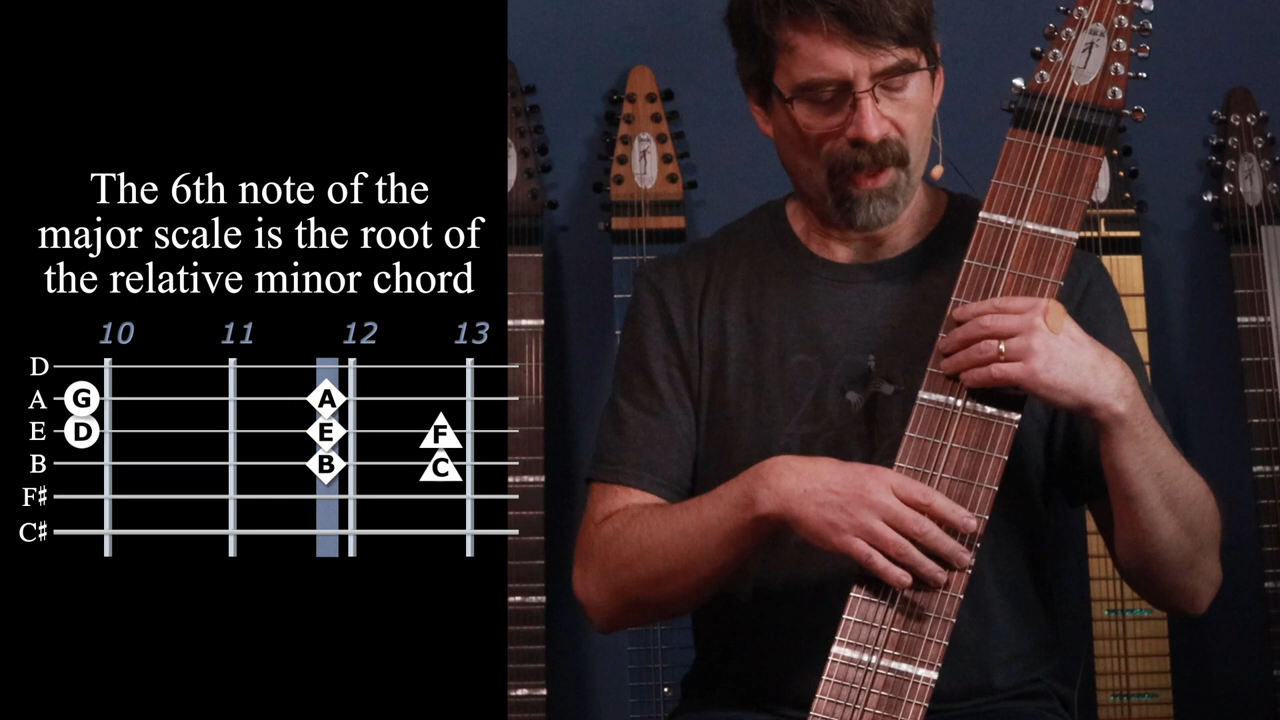 The 6th note of the
major scale is the root of
the relative minor chord
10 11 12 13
D
A G A
E D E F
B B C
F#
C#